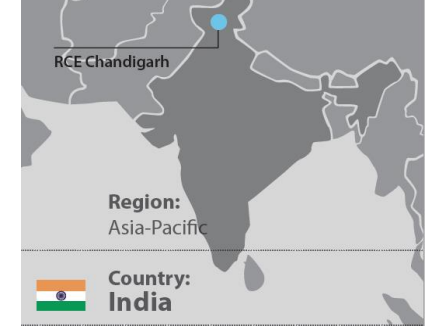 RCE Chandigarh
Region:
Asia-Pacific
Country:
India